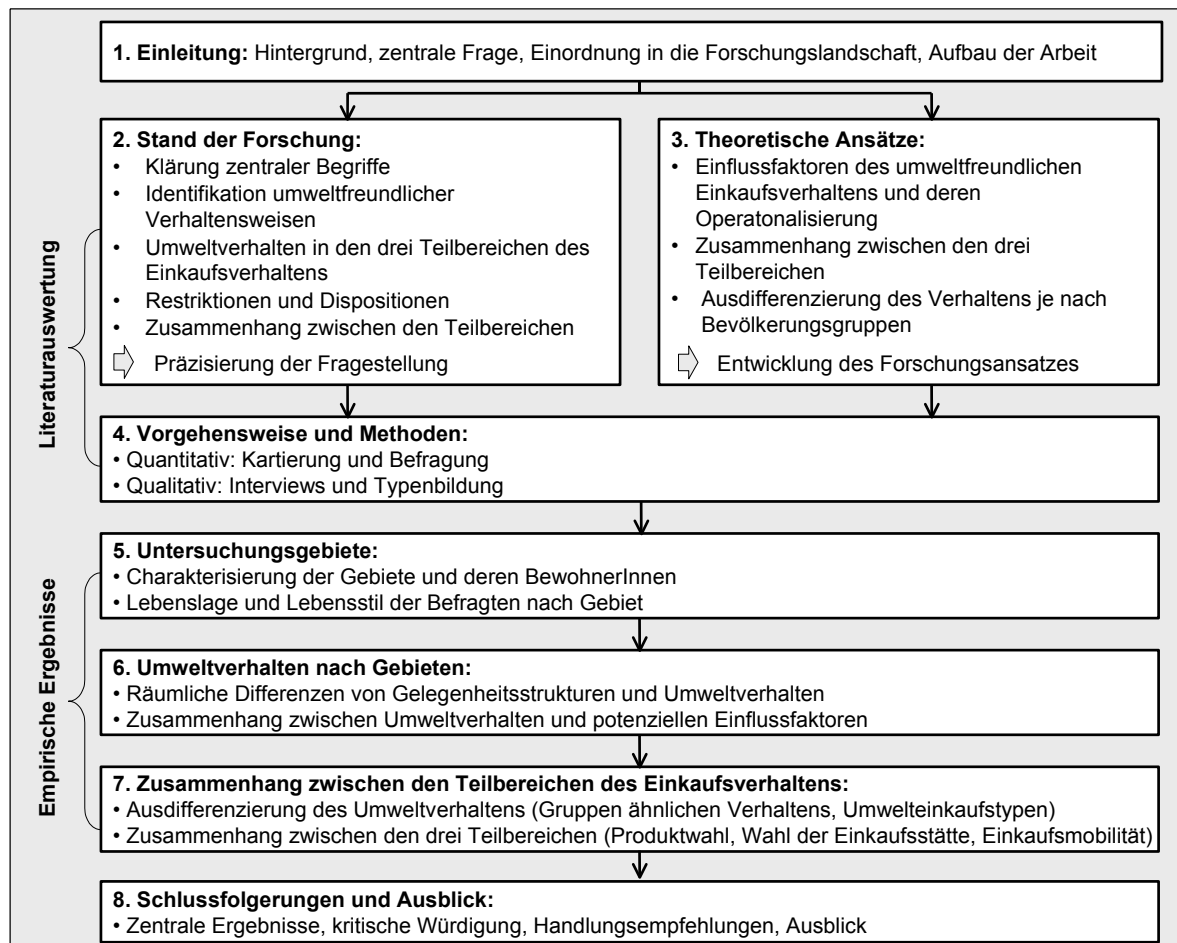 1. Einleitung: Hintergrund, zentrale Frage, Einordnung in die Forschungslandschaft, Aufbau der Arbeit
2. Stand der Forschung:
• Klärung zentraler Begriffe
• Identifikation umweltfreundlicher
Verhaltensweisen
• Umweltverhalten in den drei Teilbereichen des
Einkaufsverhaltens
• Restriktionen und Dispositionen
• Zusammenhang zwischen den Teilbereichen
Präzisierung der Fragestellung
3. Theoretische Ansätze:
• Einflussfaktoren des umweltfreundlichen
Einkaufsverhaltens und deren
Operatonalisierung
• Zusammenhang zwischen den drei
Teilbereichen
• Ausdifferenzierung des Verhaltens je nach
Bevölkerungsgruppen
Entwicklung des Forschungsansatzes
Literaturauswertung
4. Vorgehensweise und Methoden:
• Quantitativ: Kartierung und Befragung
• Qualitativ: Interviews und Typenbildung
Empirische Ergebnisse
5. Untersuchungsgebiete:
• Charakterisierung der Gebiete und deren BewohnerInnen
• Lebenslage und Lebensstil der Befragten nach Gebiet
6. Umweltverhalten nach Gebieten:
• Räumliche Differenzen von Gelegenheitsstrukturen und Umweltverhalten
• Zusammenhang zwischen Umweltverhalten und potenziellen Einflussfaktoren
7. Zusammenhang zwischen den Teilbereichen des Einkaufsverhaltens:
• Ausdifferenzierung des Umweltverhaltens (Gruppen ähnlichen Verhaltens, Umwelteinkaufstypen)
• Zusammenhang zwischen den drei Teilbereichen (Produktwahl, Wahl der Einkaufsstätte, Einkaufsmobilität)
8. Schlussfolgerungen und Ausblick:
• Zentrale Ergebnisse, kritische Würdigung, Handlungsempfehlungen, Ausblick